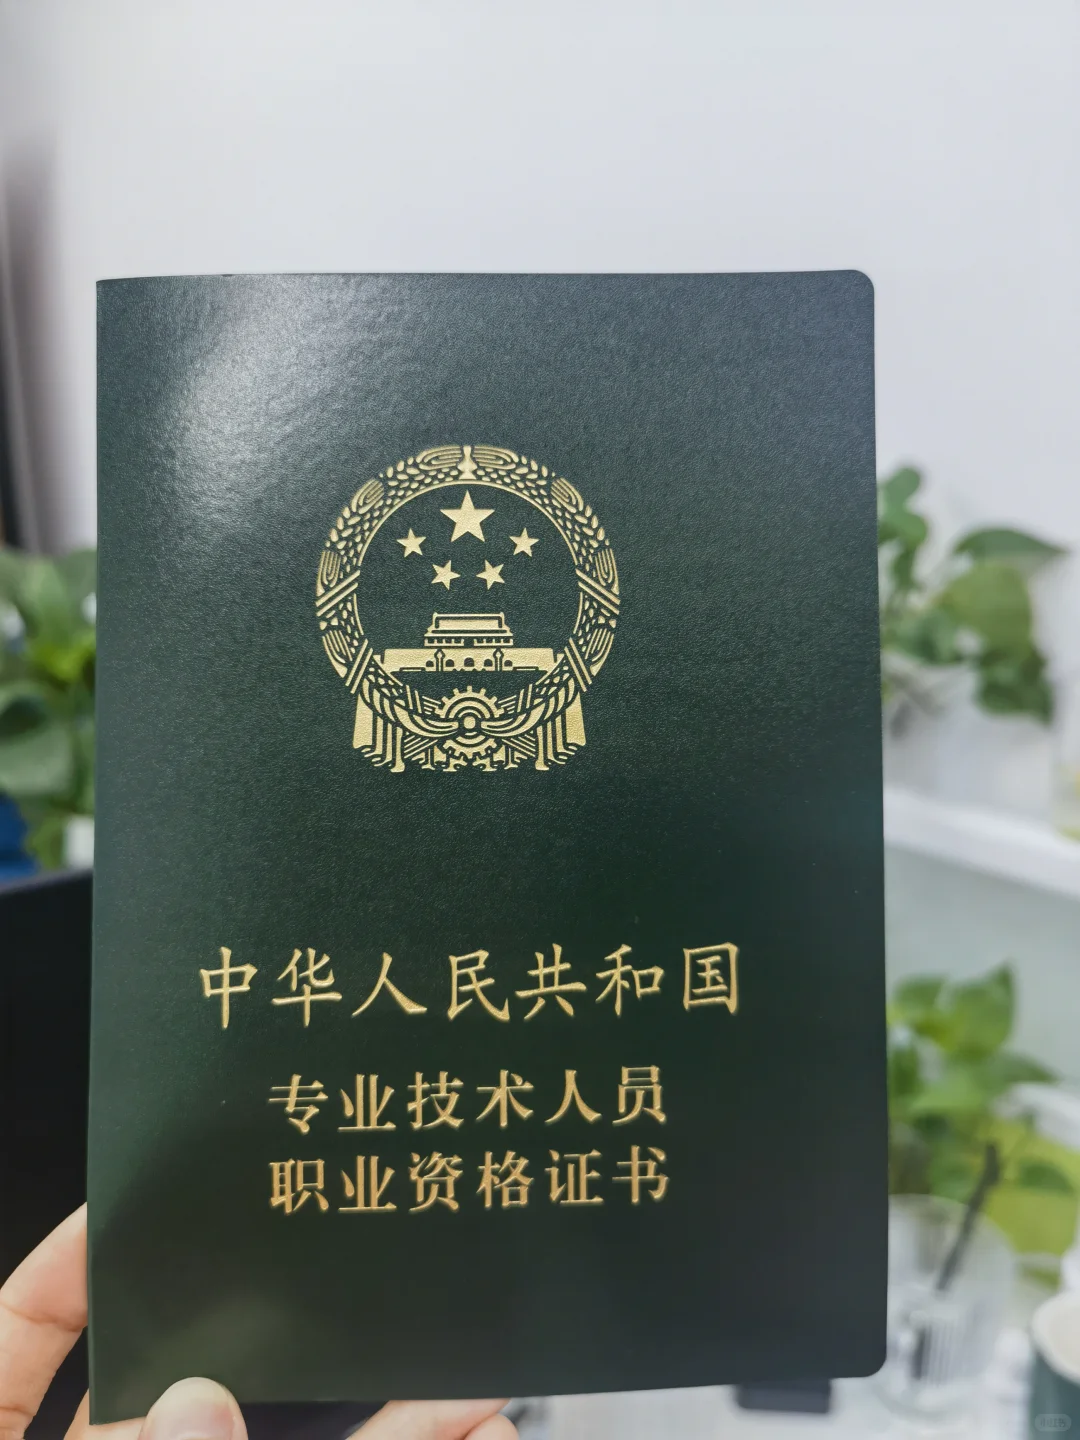 中华人民共和国
专业技术人员
职业资格证书